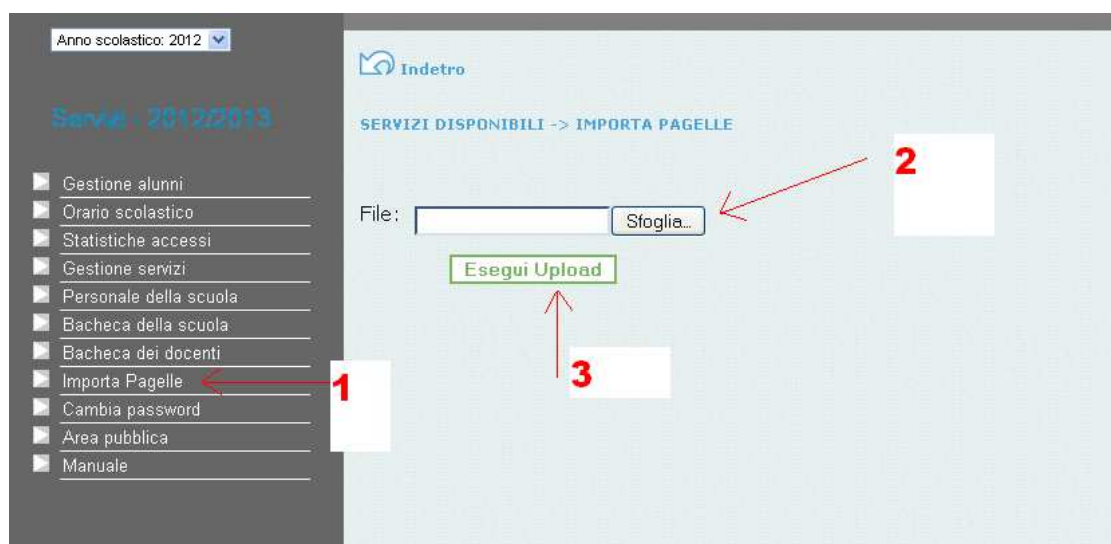 Anno scolastico: 2012
Servizi - 2012/2013
Gestione alunni
Orario scolastico
Statistiche accessi
Gestione servizi
Personale della scuola
Bacheca della scuola
Bacheca dei docenti
Importa Pagelle
Cambia password
Area pubblica
Manuale
1
Indetro
SERVIZI DISPONIBILI -> IMPORTA PAGELLE
2
File: Sfoglia...
Esegui Upload
3